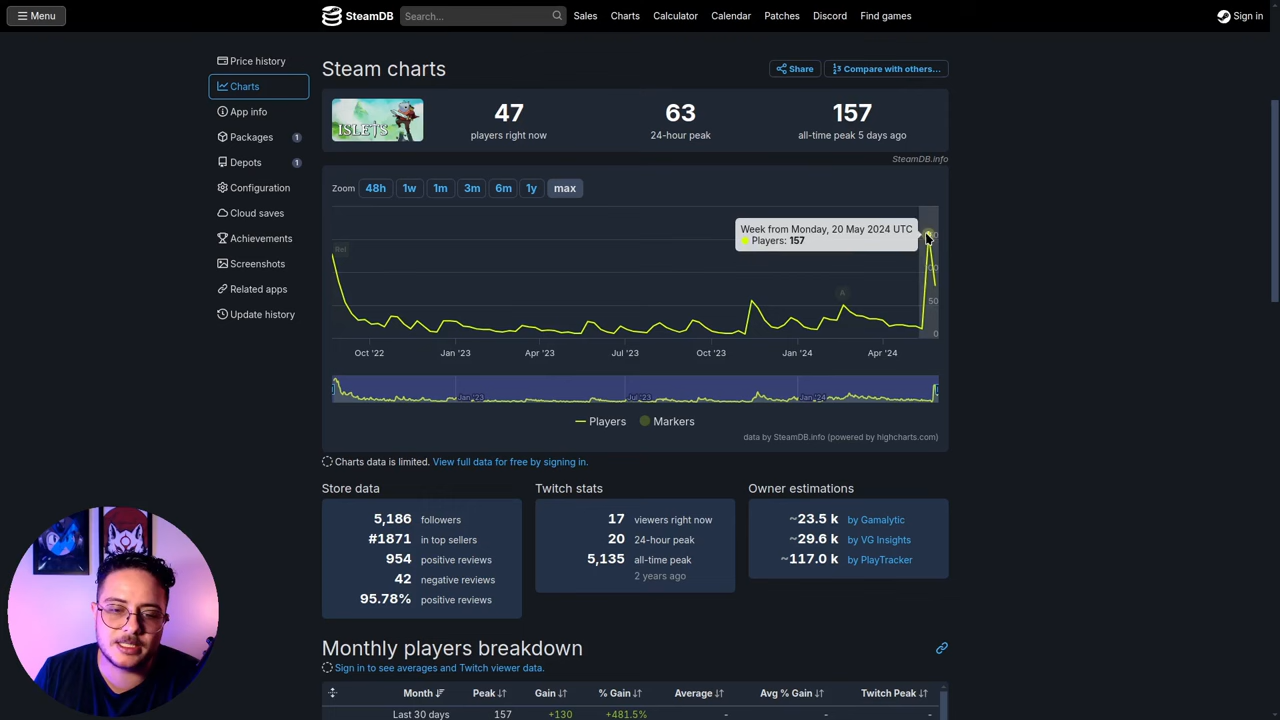 Menu
SteamDB
Search...
Sales
Charts
Calculator
Calendar
Patches
Discord
Find games
Sign in
Price history
Charts
App info
Packages 1
Depots 1
Configuration
Cloud saves
Achievements
Screenshots
Related apps
Update history
Steam charts
Share
Compare with others...
ISLETS
47
players right now
63
24-hour peak
157
all-time peak 5 days ago
SteamDB.info
Zoom 48h 1w 1m 3m 6m 1y max
Week from Monday, 20 May 2024 UTC
Players: 157
Rel
A
50
0
Oct '22 Jan '23 Apr '23 Jul '23 Oct '23 Jan '24 Apr '24
Jan '23 Jul '23 Jan '24
Players Markers
data by SteamDB.info (powered by highcharts.com)
Charts data is limited. View full data for free by signing in.
Store data
5,186 followers
#1871 in top sellers
954 positive reviews
42 negative reviews
95.78% positive reviews
Twitch stats
17 viewers right now
20 24-hour peak
5,135 all-time peak
2 years ago
Owner estimations
~23.5 k by Gamalytic
~29.6 k by VG Insights
~117.0 k by PlayTracker
Monthly players breakdown
Sign in to see averages and Twitch viewer data.
Month Peak Gain % Gain Average Avg % Gain Twitch Peak
Last 30 days 157 +130 +481.5% - - -